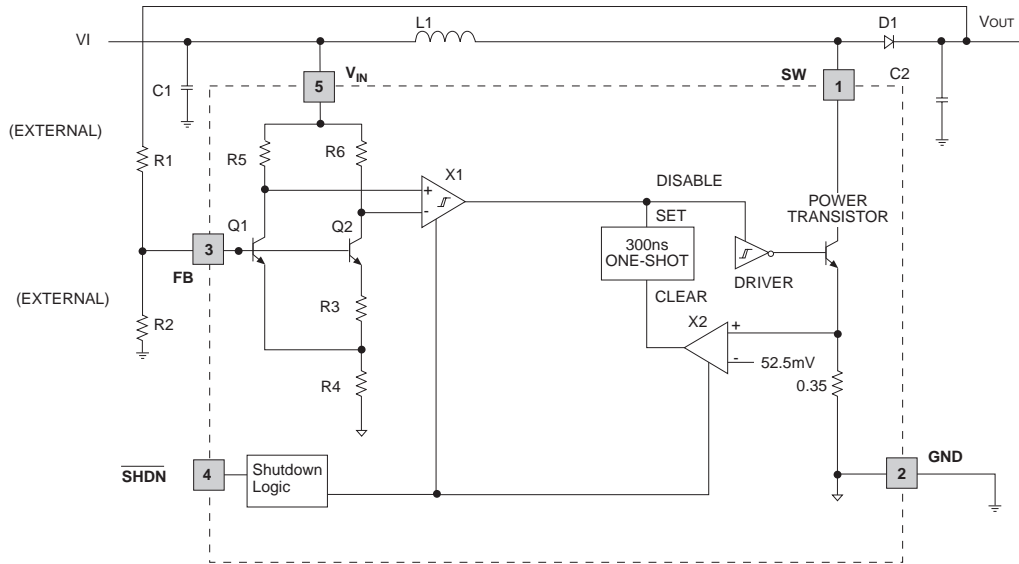 L1
D1
VOUT
VI
VIN
SW
C2
C1
5
1
(EXTERNAL)
R1
R5
R6
X1
+
-
DISABLE
SET
POWER
TRANSISTOR
Q1
Q2
3
FB
300ns
ONE-SHOT
DRIVER
CLEAR
(EXTERNAL)
R3
R2
X2
+
-
52.5mV
R4
0.35
SHDN
4
Shutdown
Logic
GND
2